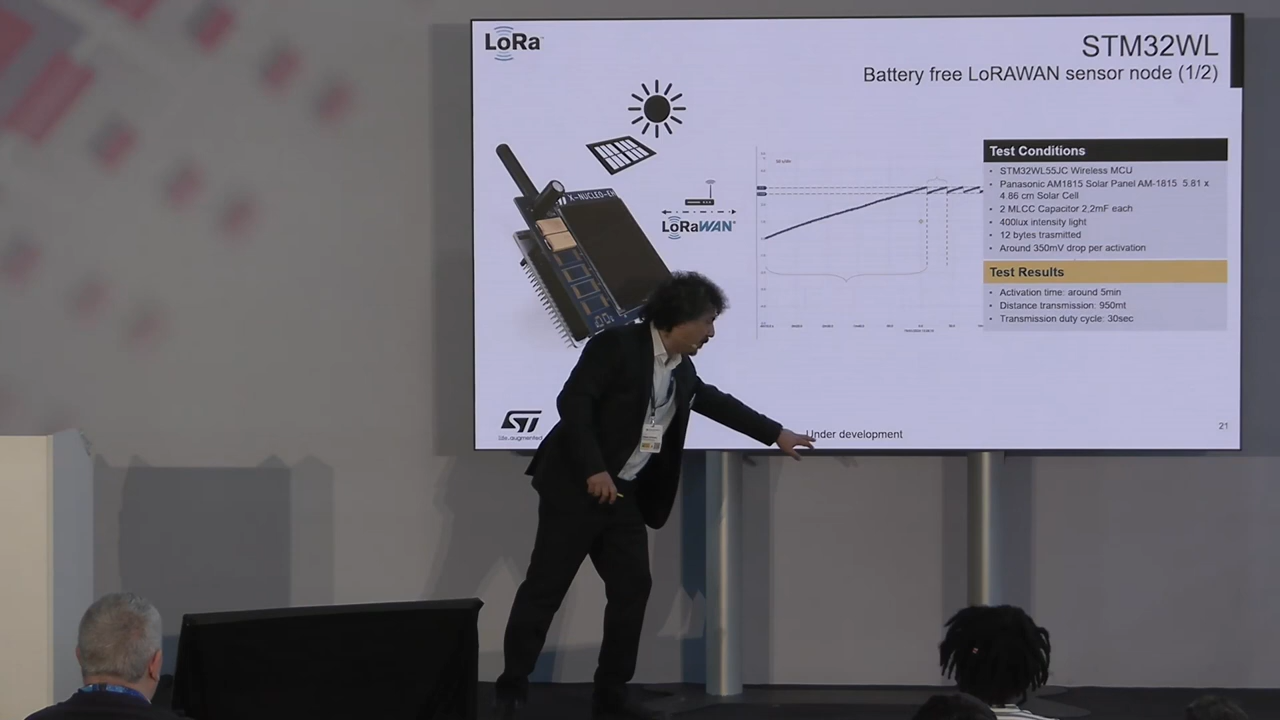 LoRa
STM32WL
Battery free LoRAWAN sensor node (1/2)
X-NUCLEO-
LoRaWAN
Test Conditions
• STM32WL55JC Wireless MCU
• Panasonic AM1815 Solar Panel AM-1815 5.81 x
4.86 cm Solar Cell
• 2 MLCC Capacitor 2,2mF each
• 400lux intensity light
• 12 bytes trasmitted
• Around 350mV drop per activation
Test Results
• Activation time: around 5min
• Distance transmission: 950mt
• Transmission duty cycle: 30sec
ST
life.augmented
Under development
21